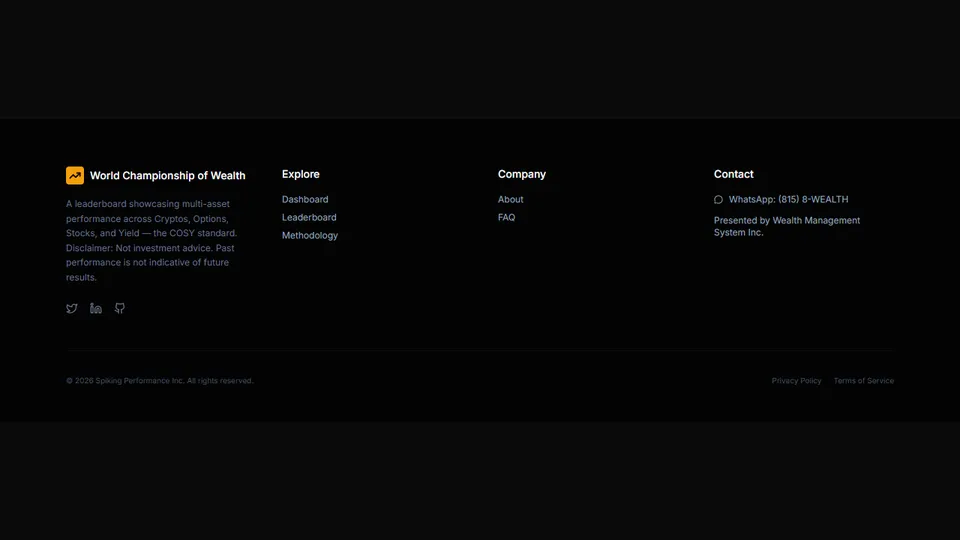 World Championship of Wealth
A leaderboard showcasing multi-asset
performance across Cryptos, Options,
Stocks, and Yield — the COSY standard.
Disclaimer: Not investment advice. Past
performance is not indicative of future
results.
Explore
Dashboard
Leaderboard
Methodology
Company
About
FAQ
Contact
WhatsApp: (815) 8-WEALTH
Presented by Wealth Management
System Inc.
© 2026 Spiking Performance Inc. All rights reserved.
Privacy Policy
Terms of Service